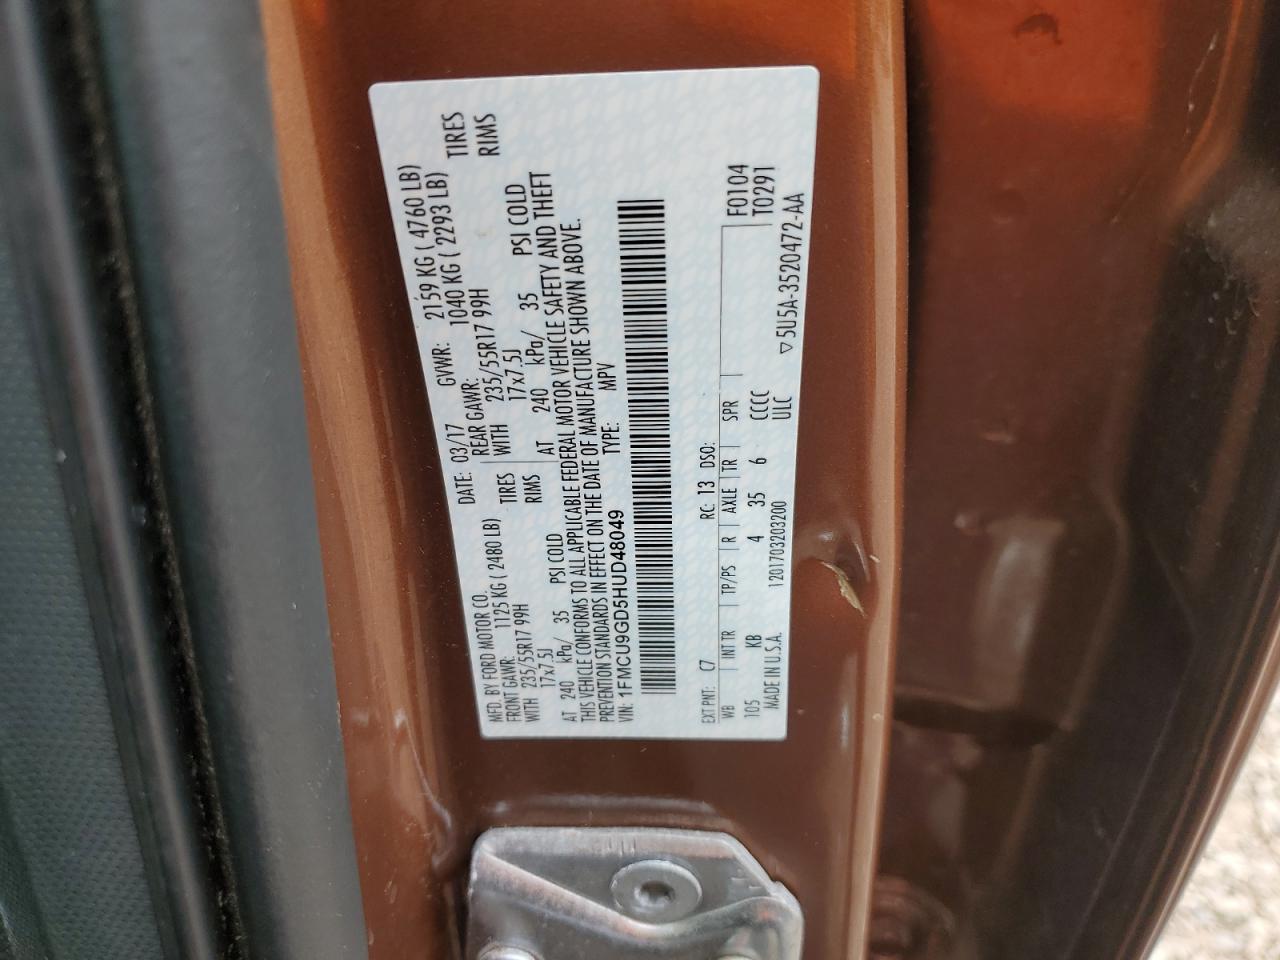 MFD. BY FORD MOTOR CO. DATE: 03/17 GVWR: 2159 KG ( 4760 LB)
FRONT GAWR: 1125 KG ( 2480 LB) REAR GAWR: 1040 KG ( 2293 LB)
WITH 235/55R17 99H TIRES WITH 235/55R17 99H TIRES
17x7.5J RIMS 17x7.5J RIMS
AT 240 kPa/ 35 PSI COLD AT 240 kPa/ 35 PSI COLD
THIS VEHICLE CONFORMS TO ALL APPLICABLE FEDERAL MOTOR VEHICLE SAFETY AND THEFT
PREVENTION STANDARDS IN EFFECT ON THE DATE OF MANUFACTURE SHOWN ABOVE.
VIN: 1FMCU9GD5HUD48049 TYPE: MPV
EXT PNT: C7 RC: 13 DSO: F0104
WB INT TR TP/PS R AXLE TR SPR T0291
105 KB 4 35 6 CCCC
MADE IN U.S.A. 1201703203200 ULC ▽ 5U5A-3520472-AA